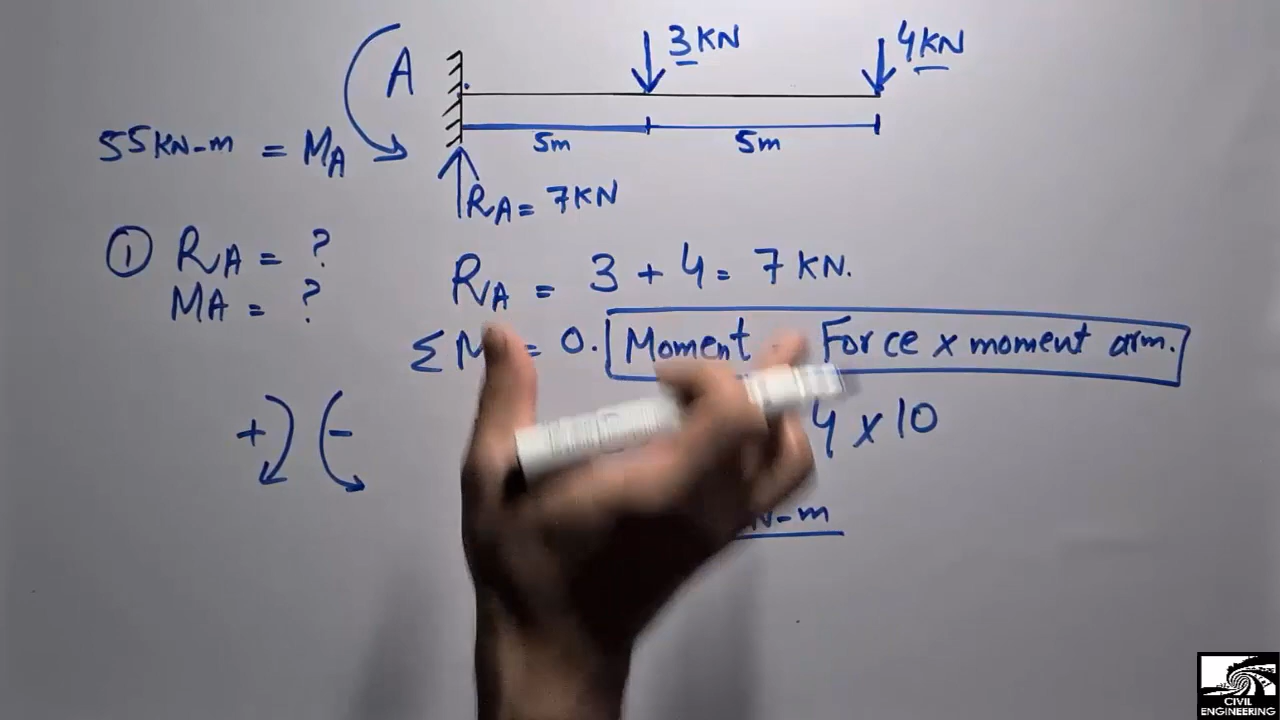 3KN
4KN
A
5m
5m
55KN-m = MA
RA = 7KN
① RA = ?
MA = ?
RA = 3 + 4 = 7 KN.
ΣM = 0.
Moment Force x moment arm.
+ -
4 x 10
N-m
CIVIL
ENGINEERING